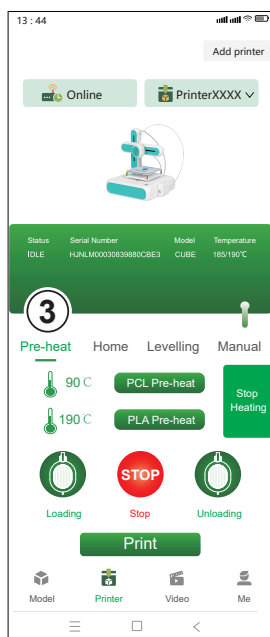 13 : 44
Add printer
Online
PrinterXXXX
Status Serial Number Model Temperature
IDLE HJNLM00030839880CBE3 CUBE 185/190℃
3
Pre-heat Home Levelling Manual
90℃ PCL Pre-heat
190℃ PLA Pre-heat
Stop
Heating
STOP
Loading Stop Unloading
Print
Model Printer Video Me